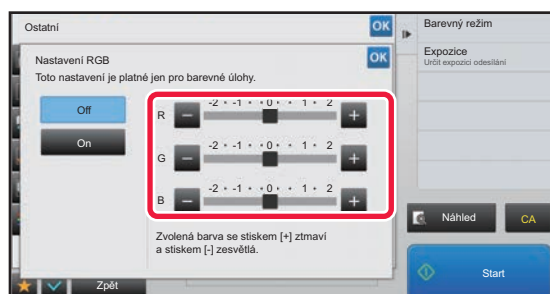 Ostatní
OK
Nastavení RGB
OK
Toto nastavení je platné jen pro barevné úlohy.
Off
On
R
-2 • -1 • • 0 • • 1 • 2
G
-2 • -1 • • 0 • • 1 • 2
B
-2 • -1 • • 0 • • 1 • 2
Zvolená barva se stiskem [+] ztmaví
a stiskem [-] zesvětlá.
Zpět
Barevný režim
Expozice
Určit expozici odesílání
Náhled
CA
Start